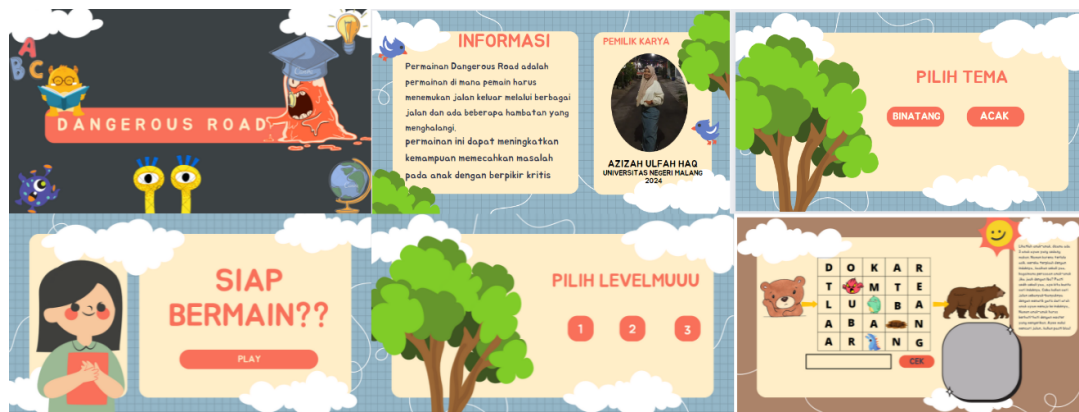 A
B C
DANGEROUS ROAD
INFORMASI
Permainan Dangerous Road adalah
permainan di mana pemain harus
menemukan jalan keluar melalui berbagai
jalan dan ada beberapa hambatan yang
menghalangi.
permainan ini dapat meningkatkan
kemampuan memecahkan masalah
pada anak dengan berpikir kritis
PEMILIK KARYA
AZIZAH ULFAH HAQ
UNIVERSITAS NEGERI MALANG
2024
PILIH TEMA
BINATANG
ACAK
SIAP
BERMAIN??
PLAY
PILIH LEVELMUUU
1 2 3
D O K A R
T M T E
L U B A
A B A N
A R N G
CEK